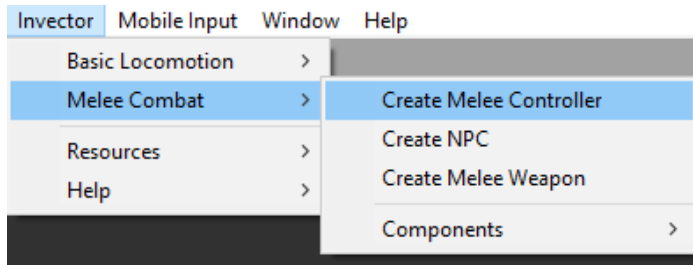 Invector Mobile Input Window Help
Basic Locomotion >
Melee Combat >
Resources >
Help >
Create Melee Controller
Create NPC
Create Melee Weapon
Components >